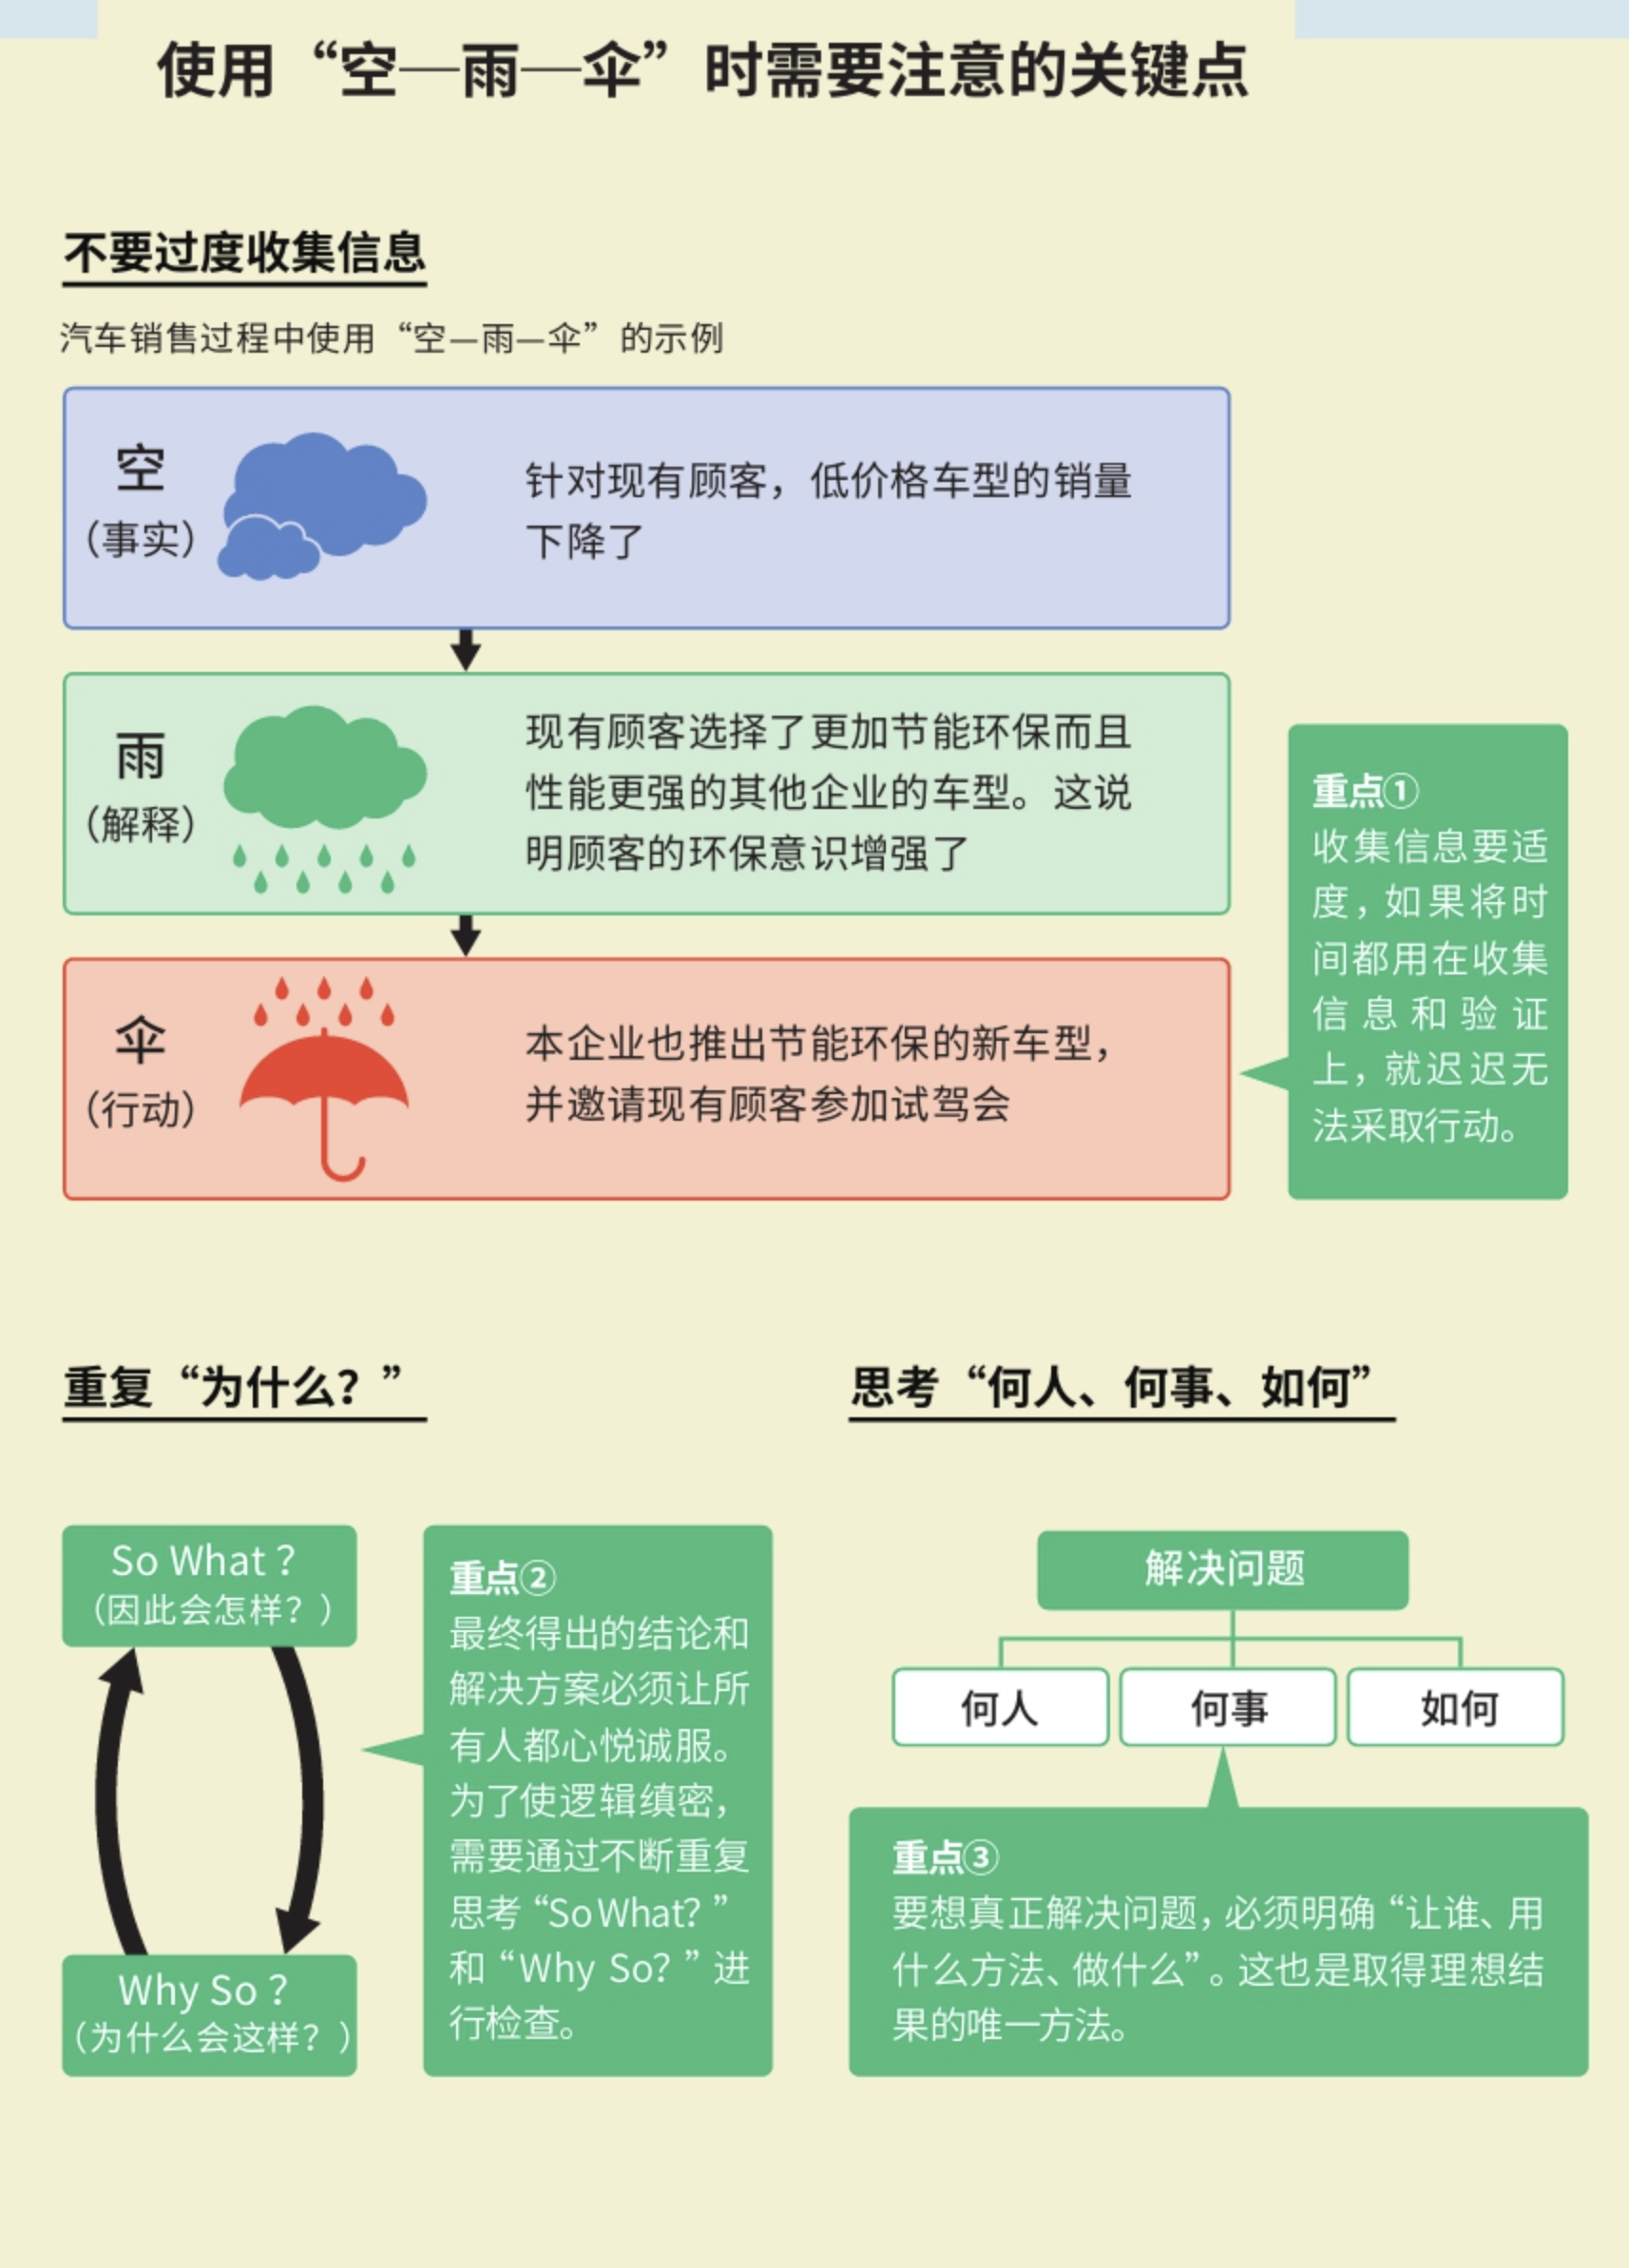 使用“空—雨—伞”时需要注意的关键点
不要过度收集信息
汽车销售过程中使用“空—雨—伞”的示例
空
（事实）
针对现有顾客，低价格车型的销量
下降了
雨
（解释）
现有顾客选择了更加节能环保而且
性能更强的其他企业的车型。这说
明顾客的环保意识增强了
伞
（行动）
本企业也推出节能环保的新车型，
并邀请现有顾客参加试驾会
重点①
收集信息要适
度，如果将时
间都用在收集
信息和验证
上，就迟迟无
法采取行动。
重复“为什么？”
So What？
（因此会怎样？）
Why So？
（为什么会这样？）
重点②
最终得出的结论和
解决方案必须让所
有人都心悦诚服。
为了使逻辑缜密，
需要通过不断重复
思考“So What？”
和“Why So？”进
行检查。
思考“何人、何事、如何”
解决问题
何人
何事
如何
重点③
要想真正解决问题，必须明确“让谁、用
什么方法、做什么”。这也是取得理想结
果的唯一方法。